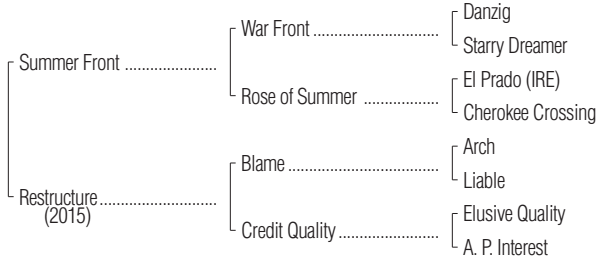 Danzig
War Front
Starry Dreamer
Summer Front
El Prado (IRE)
Rose of Summer
Cherokee Crossing
Arch
Blame
Liable
Restructure
(2015)
Elusive Quality
Credit Quality
A. P. Interest